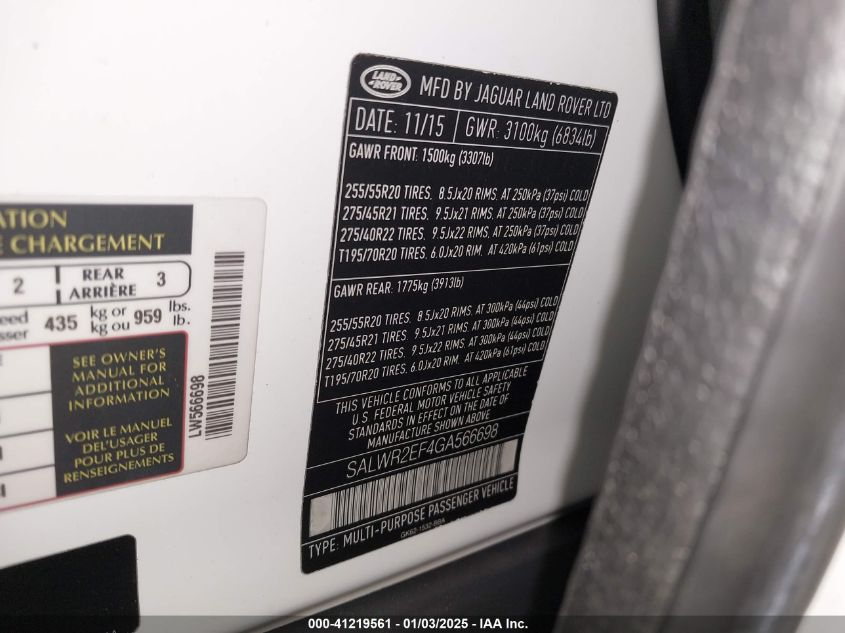 LAND ROVER
MFD BY JAGUAR LAND ROVER LTD
DATE: 11/15 GWR: 3100kg (6834lb)
GAWR FRONT: 1500kg (3307lb)
255/55R20 TIRES. 8.5Jx20 RIMS. AT 250kPa (37psi) COLD
275/45R21 TIRES. 9.5Jx21 RIMS. AT 250kPa (37psi) COLD
275/40R22 TIRES. 9.5Jx22 RIMS. AT 250kPa (37psi) COLD
T195/70R20 TIRES. 6.0Jx20 RIM. AT 420kPa (61psi) COLD
GAWR REAR: 1775kg (3913lb)
255/55R20 TIRES. 8.5Jx20 RIMS. AT 300kPa (44psi) COLD
275/45R21 TIRES. 9.5Jx21 RIMS. AT 300kPa (44psi) COLD
275/40R22 TIRES. 9.5Jx22 RIMS. AT 300kPa (44psi) COLD
T195/70R20 TIRES. 6.0Jx20 RIM. AT 420kPa (61psi) COLD
THIS VEHICLE CONFORMS TO ALL APPLICABLE
U S FEDERAL MOTOR VEHICLE SAFETY
STANDARDS IN EFFECT ON THE DATE OF
MANUFACTURE SHOWN ABOVE
SALWR2EF4GA566698
TYPE: MULTI-PURPOSE PASSENGER VEHICLE
GK62-1532-BBA
CHARGEMENT
2 REAR ARRIÈRE 3
435 kg or kg ou 959 lbs. lb.
SEE OWNER'S
MANUAL FOR
ADDITIONAL
INFORMATION
VOIR LE MANUEL
DEL'USAGER
POUR PLUS DE
RENSEIGNEMENTS
LW566698
000-41219561 - 01/03/2025 - IAA Inc.